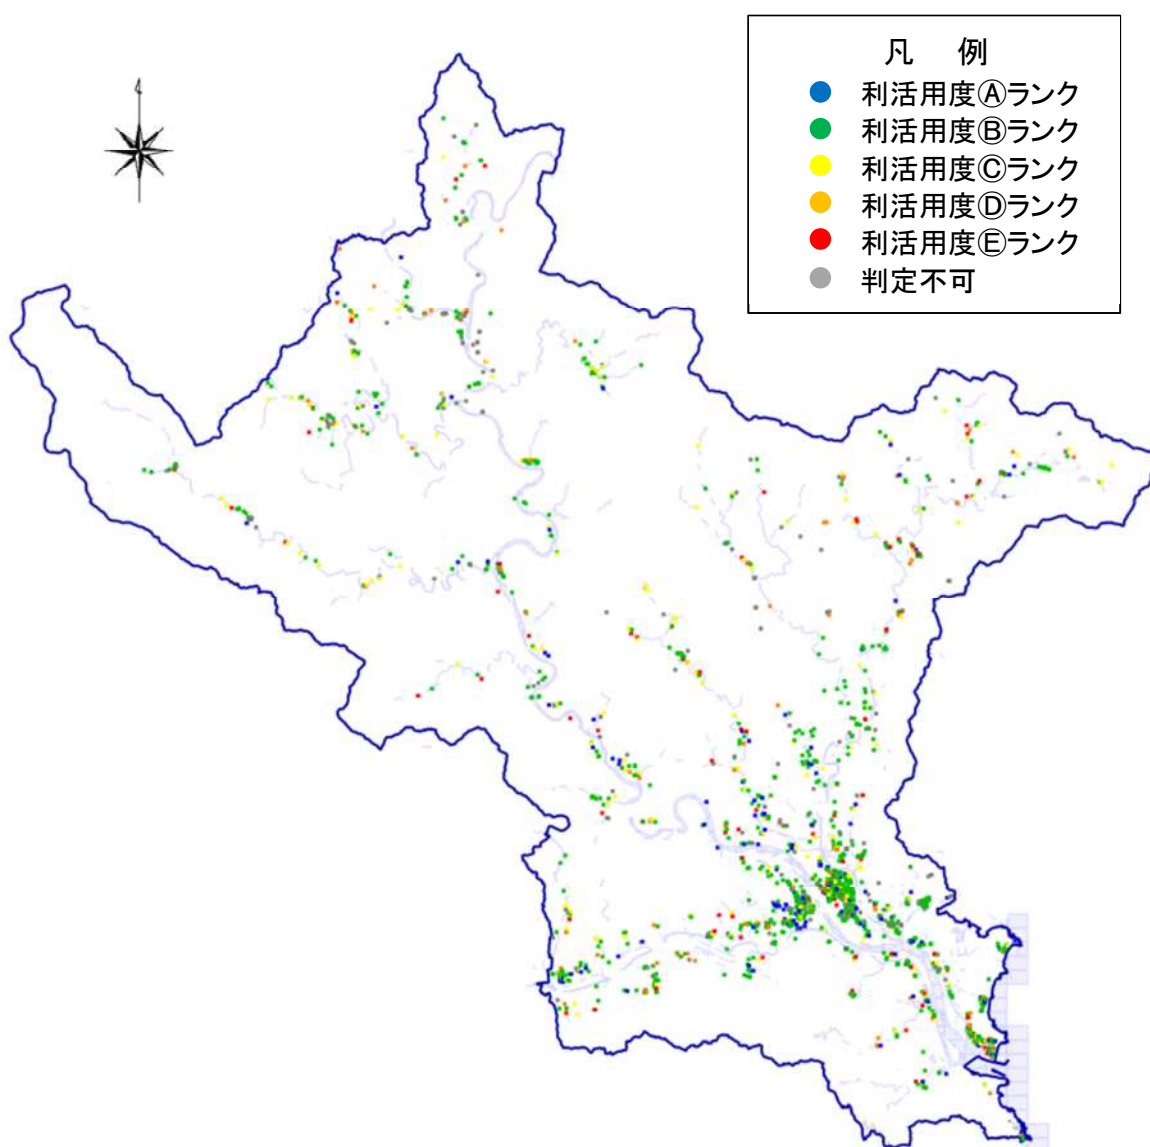 凡 例
利活用度Ⓐランク
利活用度Ⓑランク
利活用度Ⓒランク
利活用度Ⓓランク
利活用度Ⓔランク
判定不可